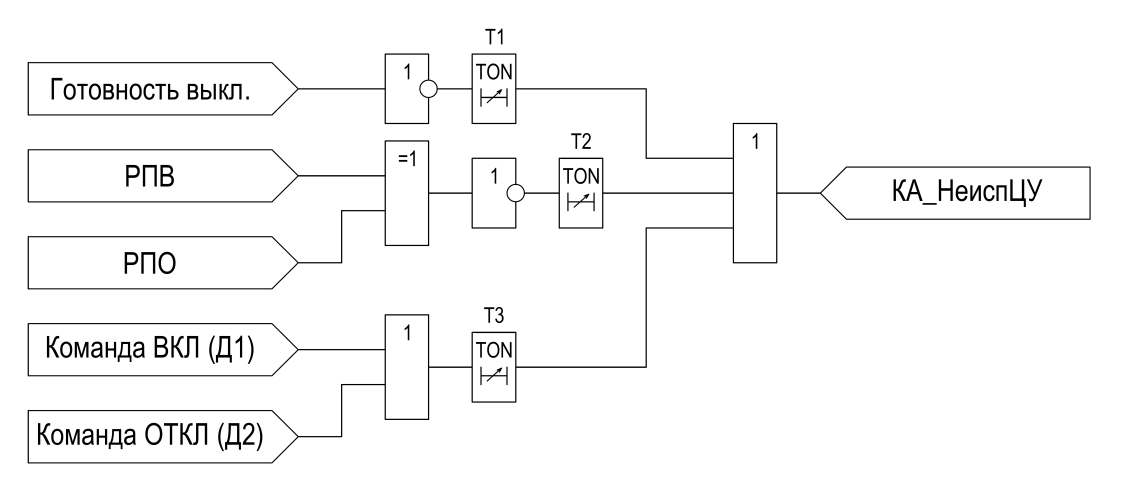 T1
Готовность выкл.
1
TON
T2
1
РПВ
=1
1
TON
КА_НеиспЦУ
РПО
T3
Команда ВКЛ (Д1)
1
TON
Команда ОТКЛ (Д2)